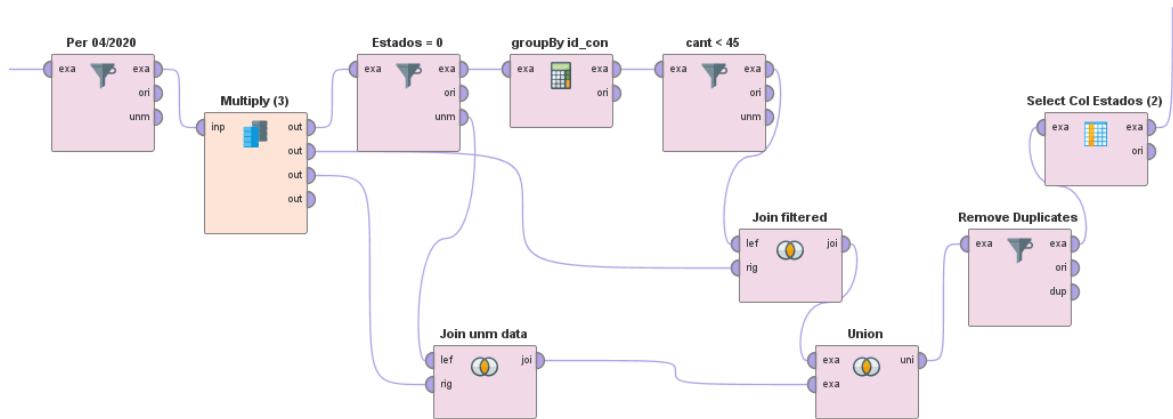 Per 04/2020
exa exa
ori
unm
Multiply (3)
inp out
out
out
out
Estados = 0
exa exa
ori
unm
groupBy id_con
exa exa
ori
cant < 45
exa exa
ori
unm
Select Col Estados (2)
exa exa
ori
Join filtered
lef joi
rig
Remove Duplicates
exa exa
ori
dup
Join unm data
lef joi
rig
Union
exa uni
exa